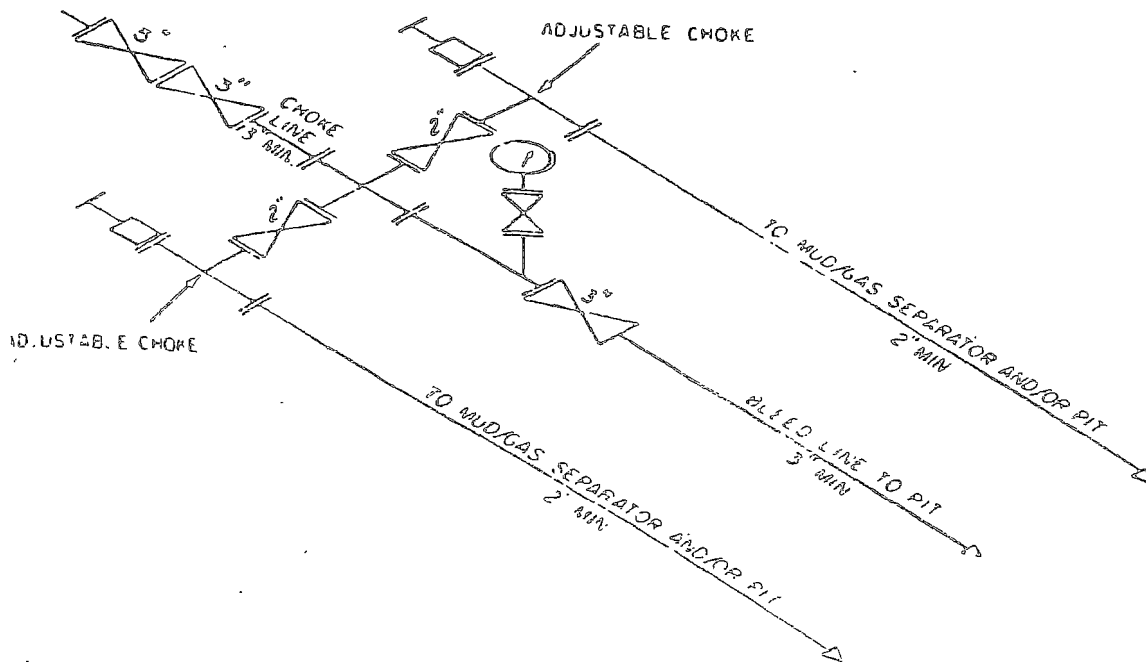 ADJUSTABLE CHOKE
3"
3"
CHOKE
LINE
3 MIN.
2"
P
2"
TO MUD/GAS SEPARATOR AND/OR PIT
2" MIN
3"
ADJUSTABLE CHOKE
BLEED LINE TO PIT
3" MIN
TO MUD/GAS SEPARATOR AND/OR PIT
2" MIN